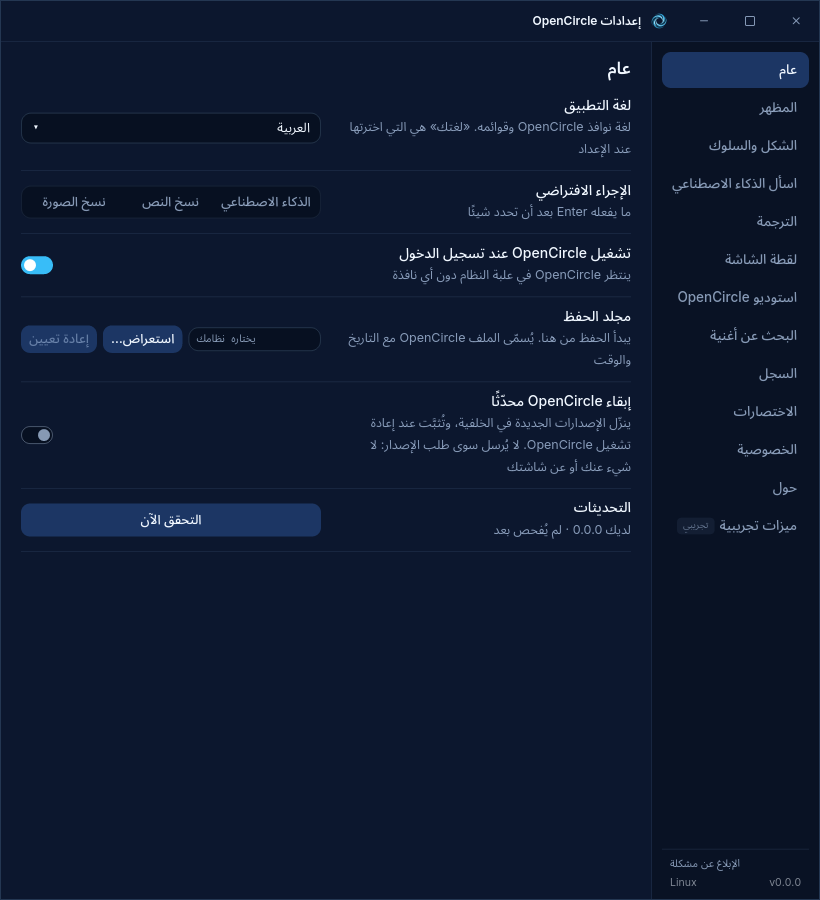 إعدادات OpenCircle
عام
المظهر
الشكل والسلوك
اسأل الذكاء الاصطناعي
الترجمة
لقطة الشاشة
استوديو OpenCircle
البحث عن أغنية
السجل
الاختصارات
الخصوصية
حول
ميزات تجريبية تجريبي
الإبلاغ عن مشكلة
v0.0.0 Linux
عام
لغة التطبيق
لغة نوافذ OpenCircle وقوائمه. «لغتك» هي التي اخترتها
عند الإعداد
العربية
الإجراء الافتراضي
ما يفعله Enter بعد أن تحدد شيئًا
الذكاء الاصطناعي نسخ النص نسخ الصورة
تشغيل OpenCircle عند تسجيل الدخول
ينتظر OpenCircle في علبة النظام دون أي نافذة
مجلد الحفظ
يبدأ الحفظ من هنا. يُسمّى الملف OpenCircle مع التاريخ
والوقت
يختاره نظامك استعراض... إعادة تعيين
إبقاء OpenCircle محدّثًا
ينزّل الإصدارات الجديدة في الخلفية، وتُثبَّت عند إعادة
تشغيل OpenCircle. لا يُرسل سوى طلب الإصدار: لا
شيء عنك أو عن شاشتك
التحديثات
لديك 0.0.0 · لم يُفحص بعد
التحقق الآن